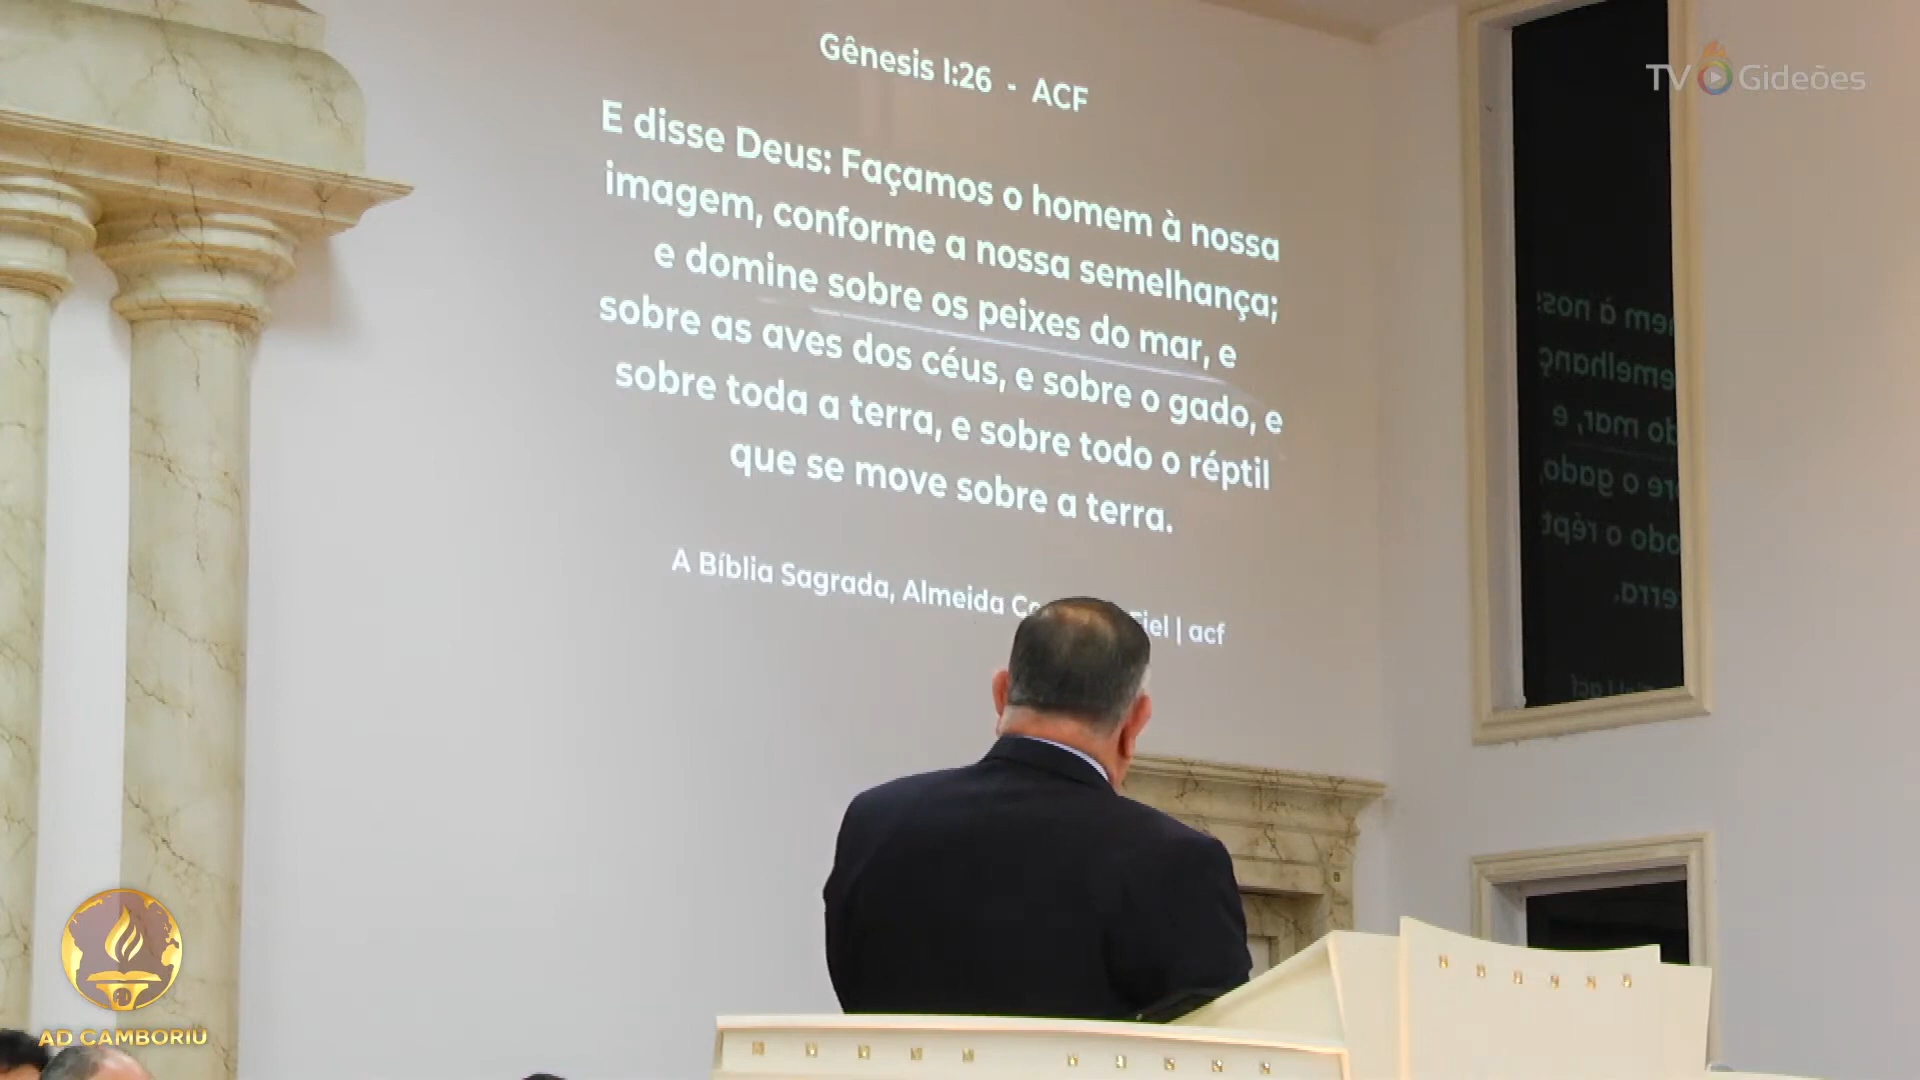 TV Gideões
Gênesis 1:26 - ACF
E disse Deus: Façamos o homem à nossa
imagem, conforme a nossa semelhança;
e domine sobre os peixes do mar, e
sobre as aves dos céus, e sobre o gado, e
sobre toda a terra, e sobre todo o réptil
que se move sobre a terra.
A Bíblia Sagrada, Almeida Fiel | acf
AD CAMBORIÚ